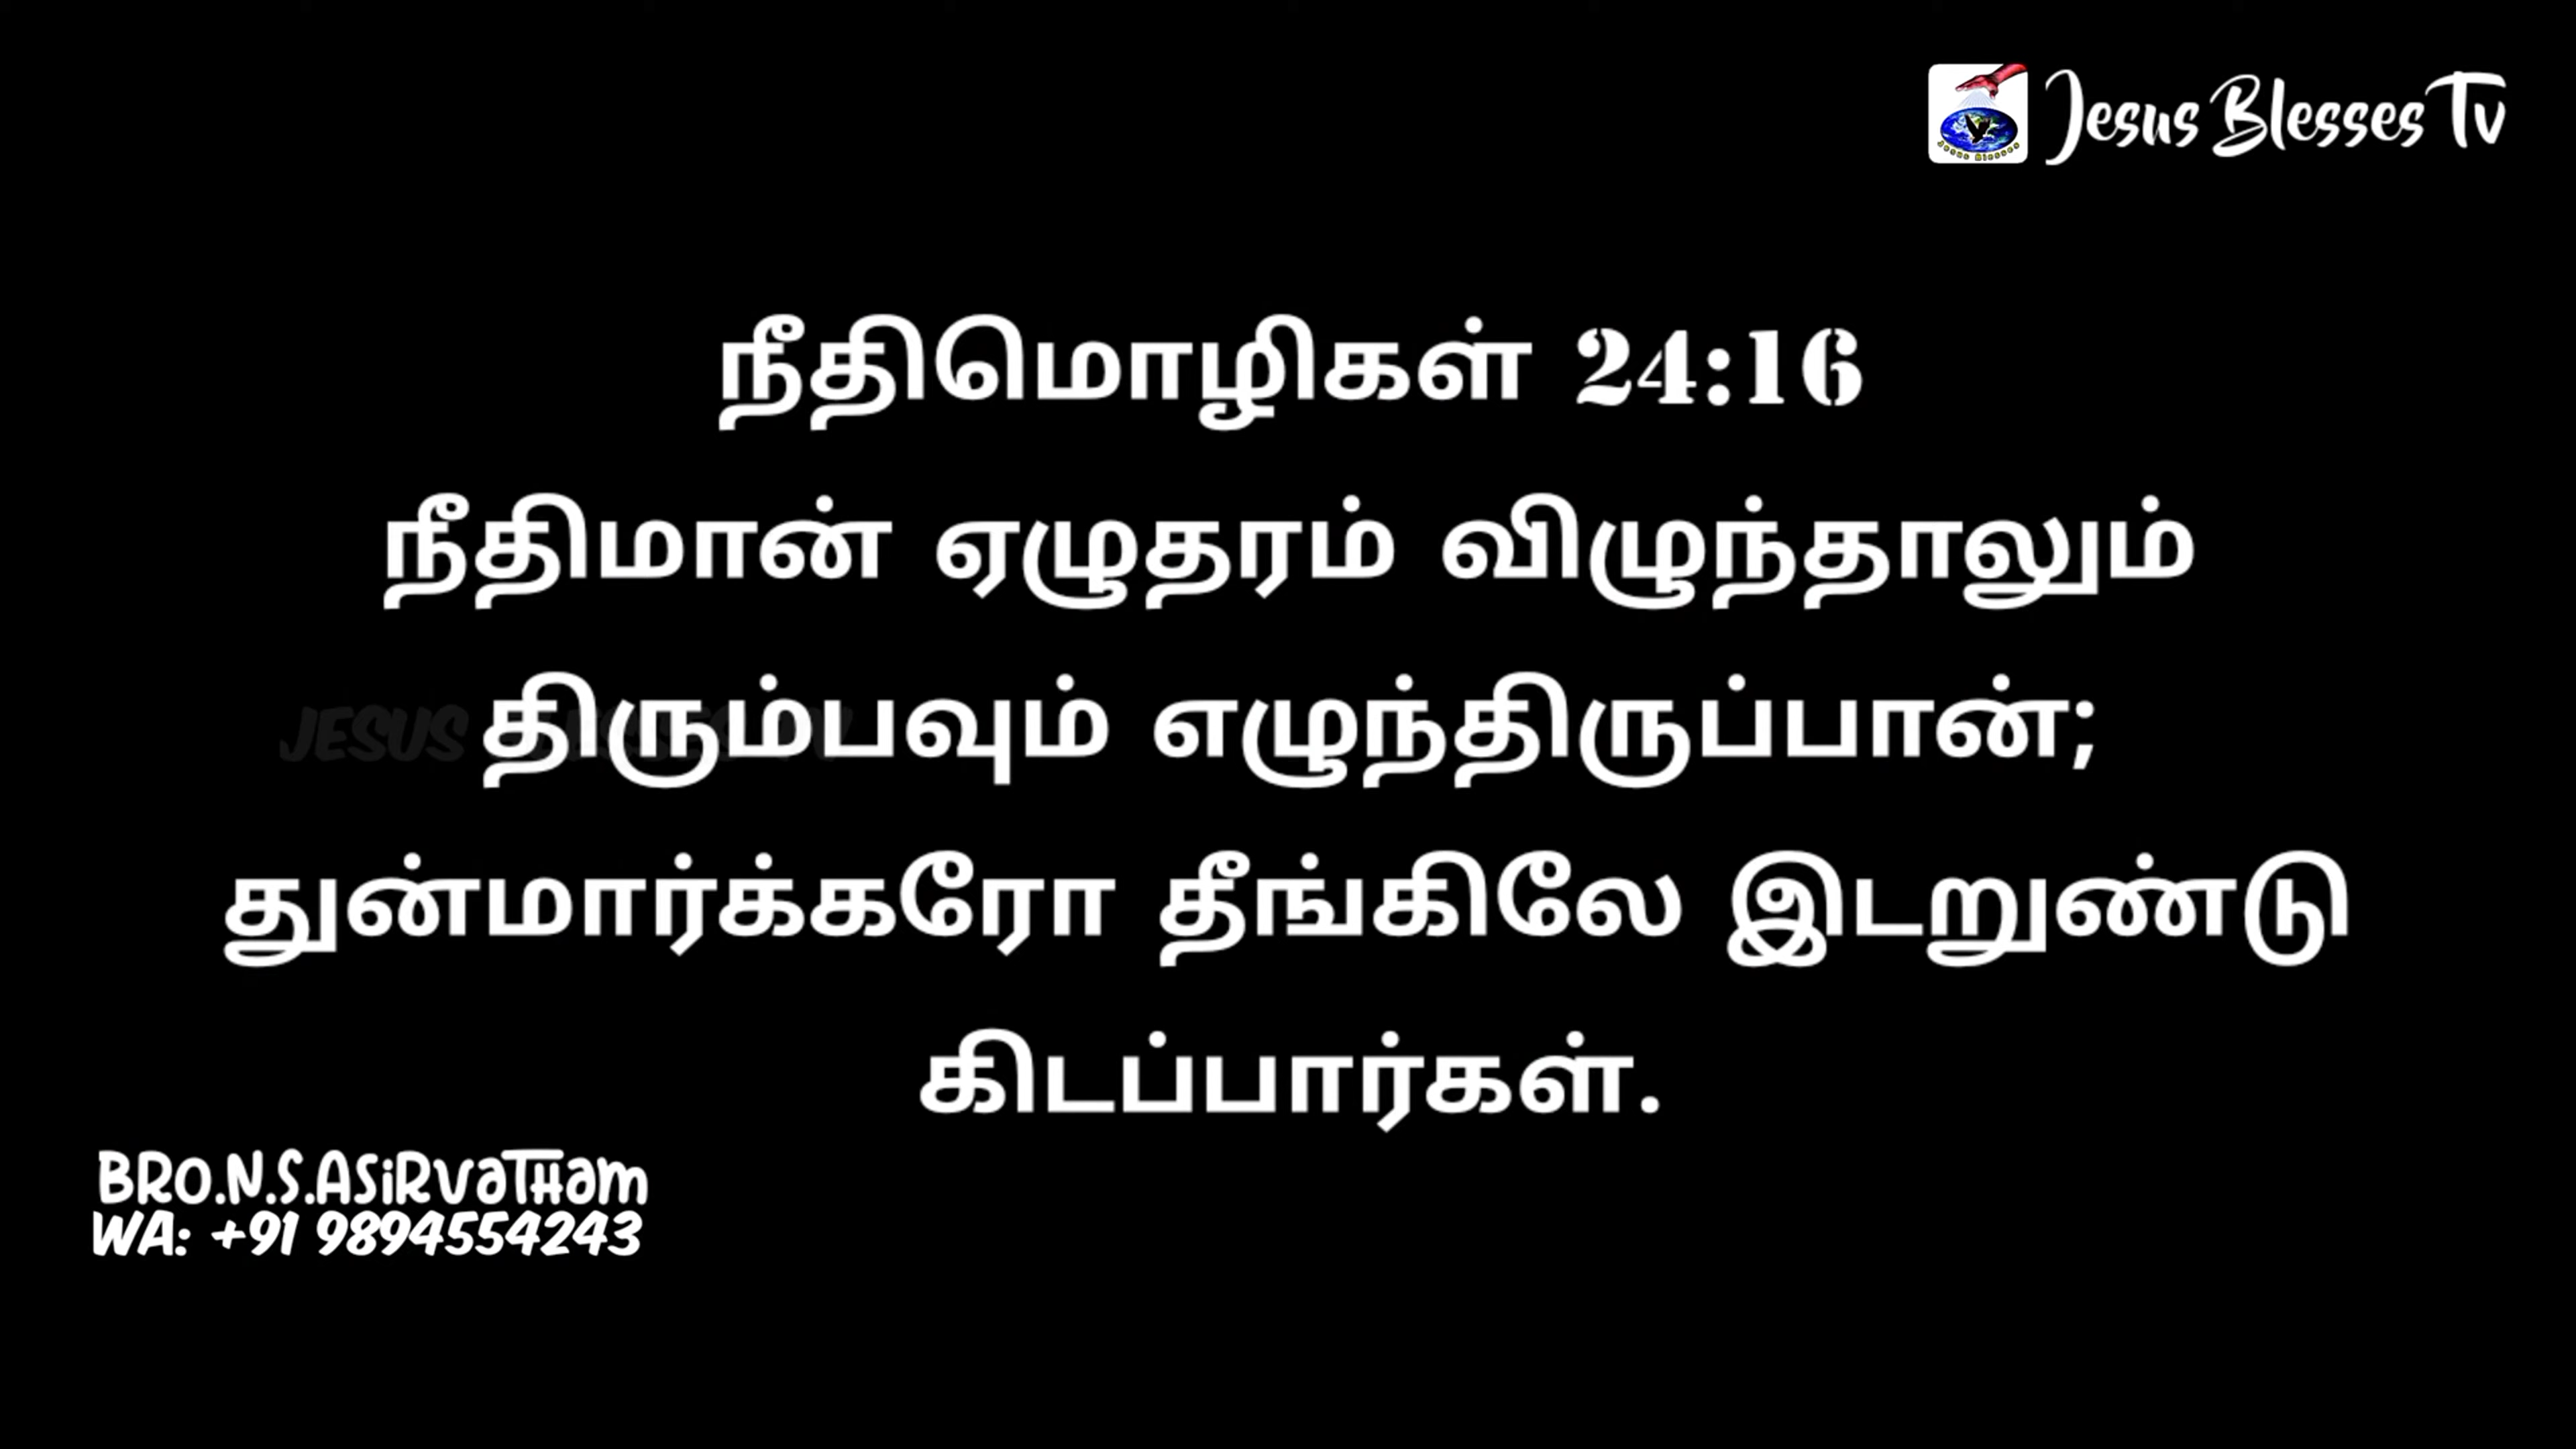 Jesus Blesses Tv
நீதிமொழிகள் 24:16
நீதிமான் ஏழுதரம் விழுந்தாலும்
திரும்பவும் எழுந்திருப்பான்;
துன்மார்க்கரோ தீங்கிலே இடறுண்டு
கிடப்பார்கள்.
BRO.N.S.ASIRVATHAM
WA: +91 9894554243